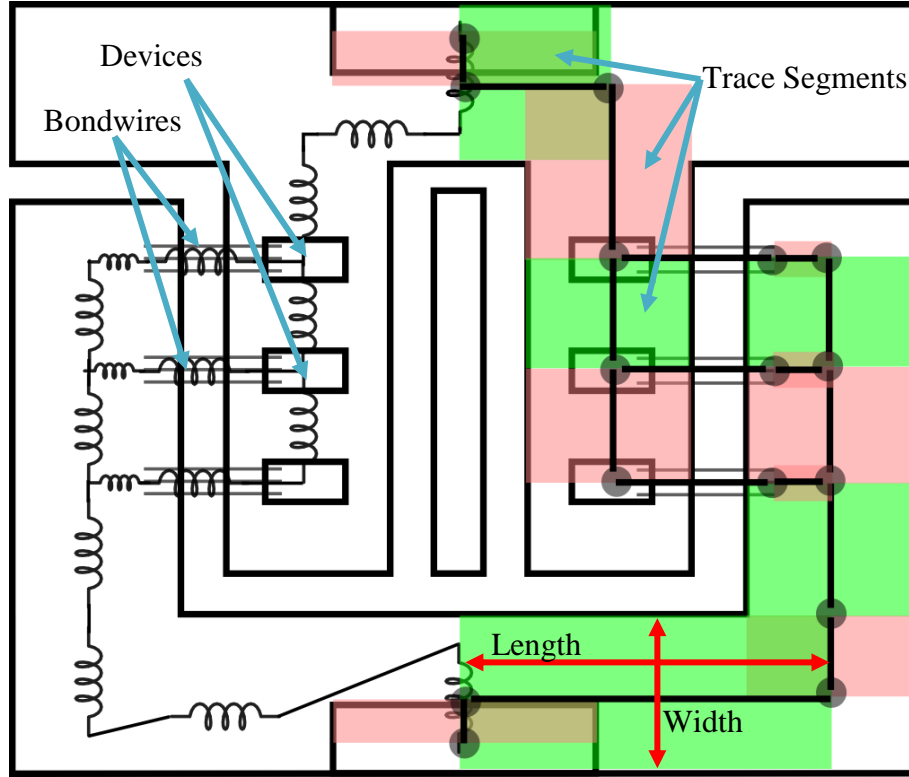 Devices
Trace Segments
Bondwires
Length
Width